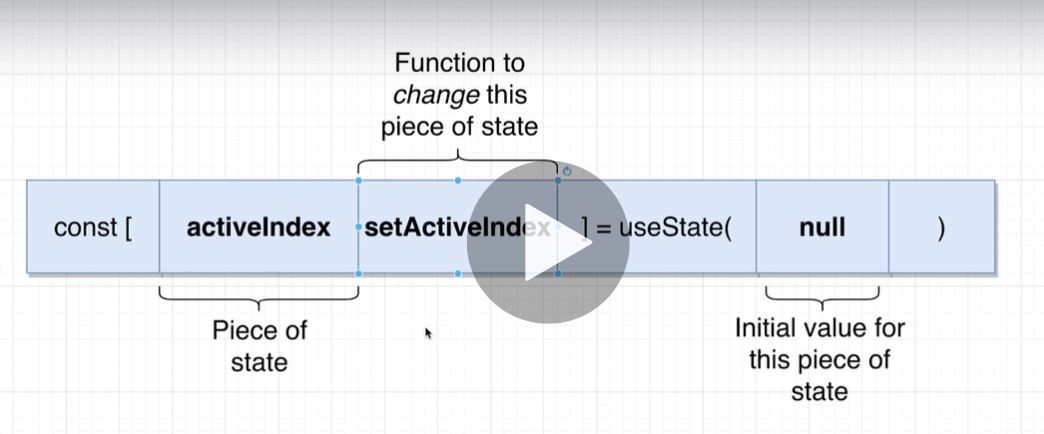 Function to
change this
piece of state
const [ activeIndex setActiveIndex ] = useState( null )
Piece of
state
Initial value for
this piece of
state